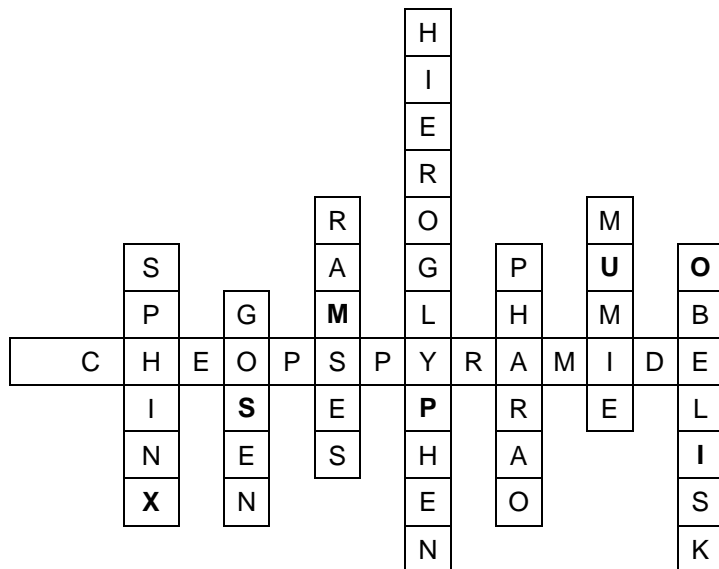 H
I
E
R
R O M
S A G P U O
P G M L H M B
C H E O P S P Y R A M I D E
I S E P R E L
N E S H A I
X N E O S
N K